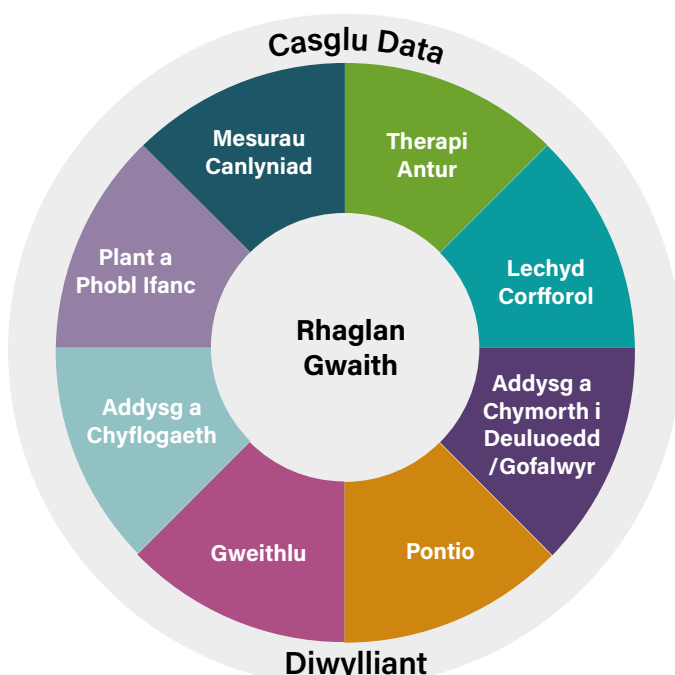 Casglu Data
Mesurau
Canlyniad
Therapi
Antur
Plant a
Phobl Ifanc
Lechyd
Corfforol
Rhaglan
Gwaith
Addysg a
Chyflogaeth
Addysg a
Chymorth i
Deuluoedd
/Gofalwyr
Gweithlu
Pontio
Diwylliant